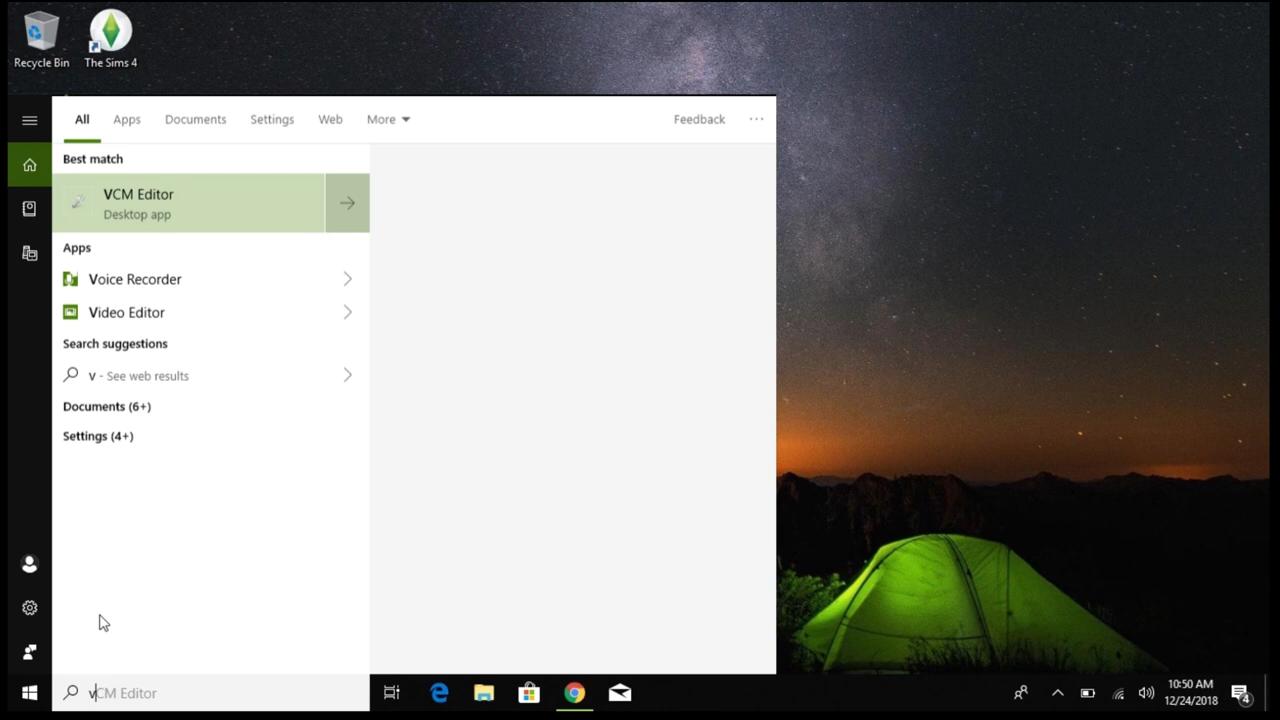 Recycle Bin
The Sims 4
All Apps Documents Settings Web More Feedback ...
Best match
VCM Editor
Desktop app
Apps
Voice Recorder
Video Editor
Search suggestions
v - See web results
Documents (6+)
Settings (4+)
vCM Editor
10:50 AM
12/24/2018
4